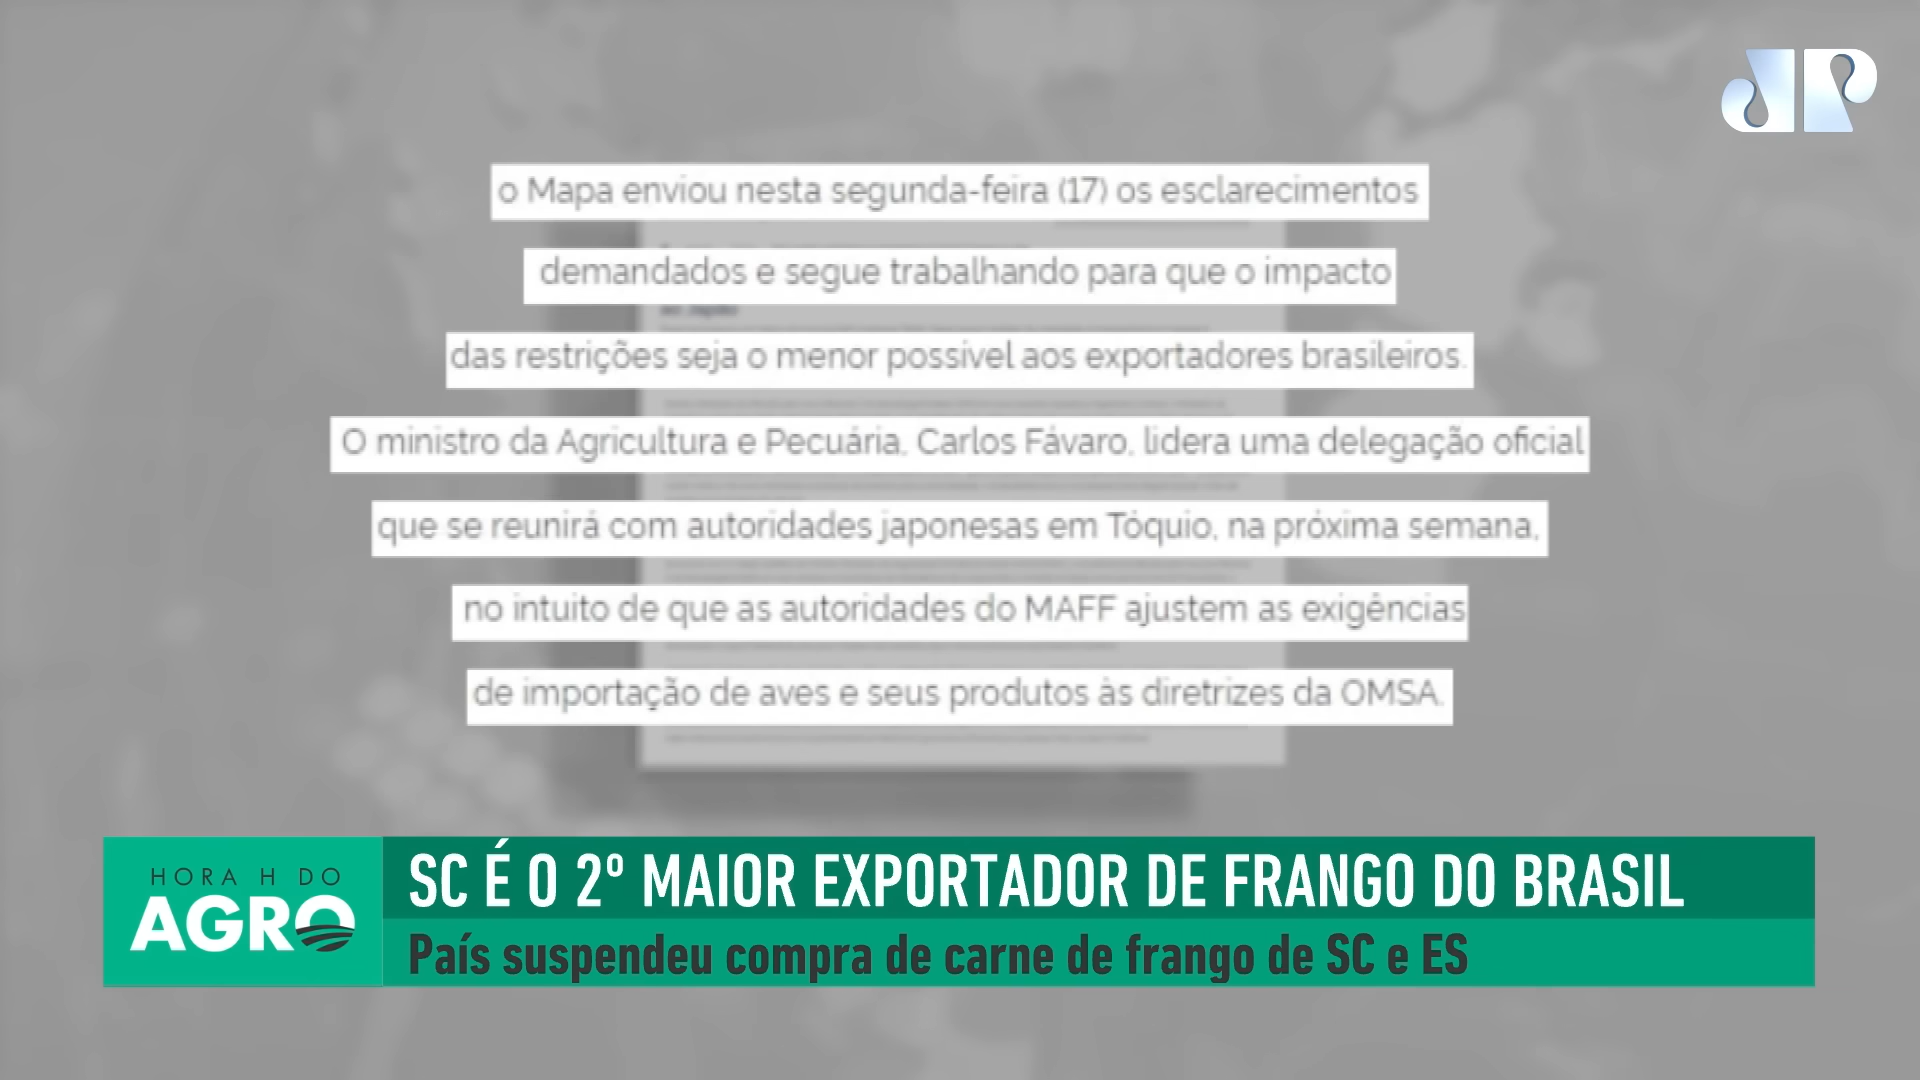 JP
o Mapa enviou nesta segunda-feira (17) os esclarecimentos
demandados e segue trabalhando para que o impacto
das restrições seja o menor possível aos exportadores brasileiros.
O ministro da Agricultura e Pecuária, Carlos Fávaro, lidera uma delegação oficial
que se reunirá com autoridades japonesas em Tóquio, na próxima semana,
no intuito de que as autoridades do MAFF ajustem as exigências
de importação de aves e seus produtos às diretrizes da OMSA.
HORA H DO
AGRO
SC É O 2º MAIOR EXPORTADOR DE FRANGO DO BRASIL
País suspendeu compra de carne de frango de SC e ES